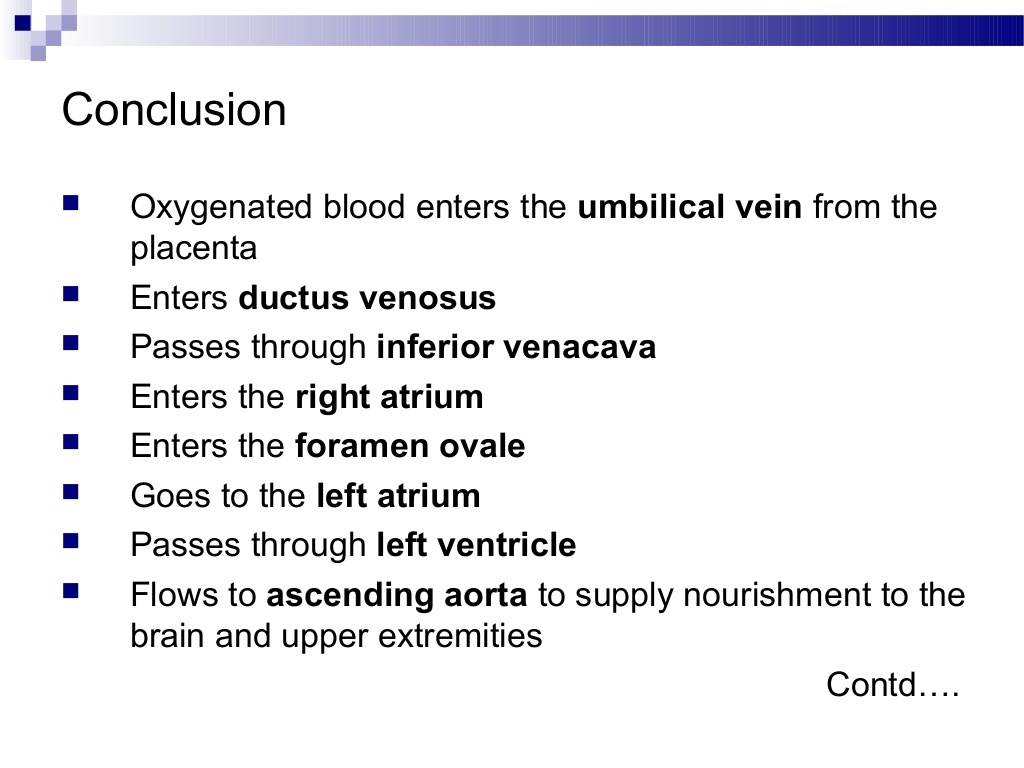 Conclusion
Oxygenated blood enters the umbilical vein from the
placenta
Enters ductus venosus
Passes through inferior venacava
Enters the right atrium
Enters the foramen ovale
Goes to the left atrium
Passes through left ventricle
Flows to ascending aorta to supply nourishment to the
brain and upper extremities
Contd….